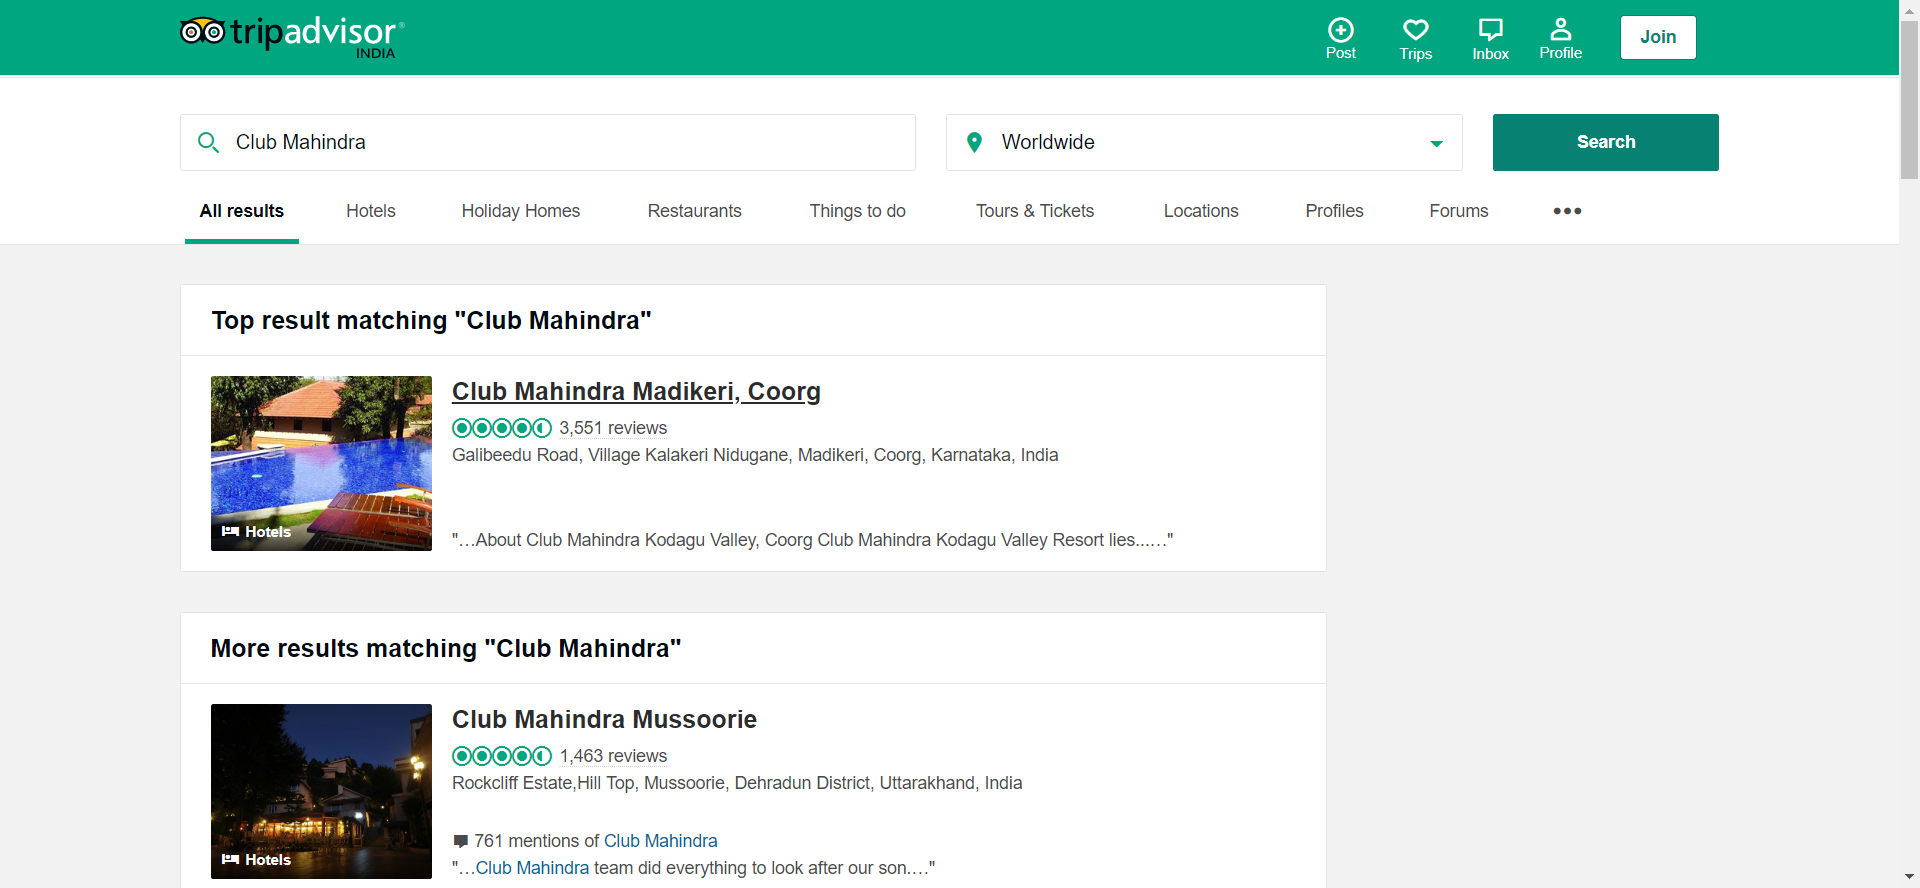 tripadvisor®
INDIA
Post
Trips
Inbox
Profile
Join
Club Mahindra
Worldwide
Search
All results
Hotels
Holiday Homes
Restaurants
Things to do
Tours & Tickets
Locations
Profiles
Forums
Top result matching "Club Mahindra"
Club Mahindra Madikeri, Coorg
3,551 reviews
Galibeedu Road, Village Kalakeri Nidugane, Madikeri, Coorg, Karnataka, India
Hotels
"…About Club Mahindra Kodagu Valley, Coorg Club Mahindra Kodagu Valley Resort lies...…"
More results matching "Club Mahindra"
Club Mahindra Mussoorie
1,463 reviews
Rockcliff Estate,Hill Top, Mussoorie, Dehradun District, Uttarakhand, India
761 mentions of Club Mahindra
Hotels
"…Club Mahindra team did everything to look after our son.…"